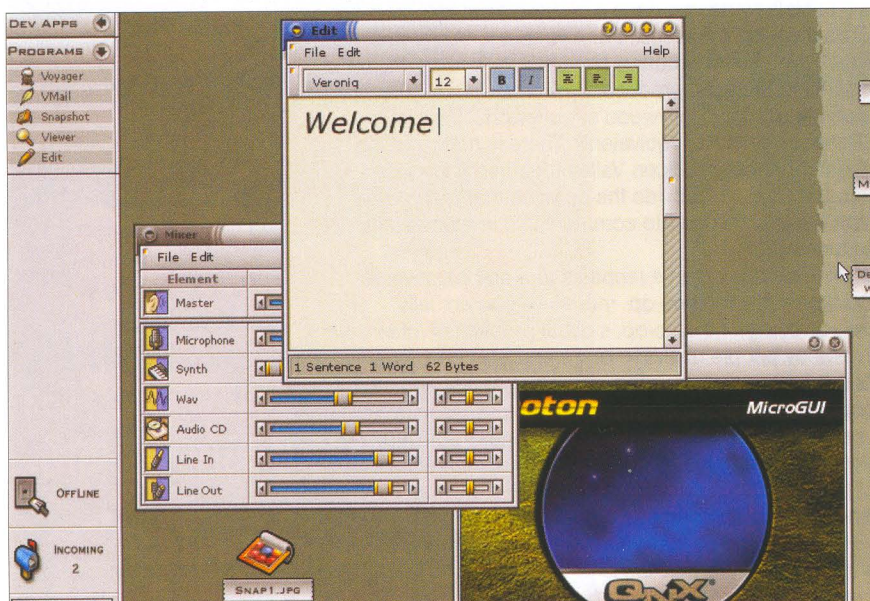 DEV APPS
PROGRAMS
Voyager
VMail
Snapshot
Viewer
Edit
OFFLINE
INCOMING
2
Edit
File Edit Help
Veroniq 12 B I
Welcome
1 Sentence 1 Word 62 Bytes
Mixer
File Edit
Element
Master
Microphone
Synth
Wav
Audio CD
Line In
Line Out
SNAP1.JPG
oton MicroGUI
QNX